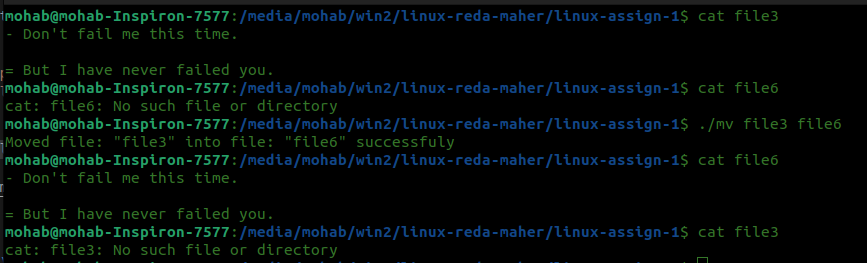 mohab@mohab-Inspiron-7577:/media/mohab/win2/linux-reda-maher/linux-assign-1$ cat file3
- Don't fail me this time.
= But I have never failed you.
mohab@mohab-Inspiron-7577:/media/mohab/win2/linux-reda-maher/linux-assign-1$ cat file6
cat: file6: No such file or directory
mohab@mohab-Inspiron-7577:/media/mohab/win2/linux-reda-maher/linux-assign-1$ ./mv file3 file6
Moved file: "file3" into file: "file6" successfuly
mohab@mohab-Inspiron-7577:/media/mohab/win2/linux-reda-maher/linux-assign-1$ cat file6
- Don't fail me this time.
= But I have never failed you.
mohab@mohab-Inspiron-7577:/media/mohab/win2/linux-reda-maher/linux-assign-1$ cat file3
cat: file3: No such file or directory